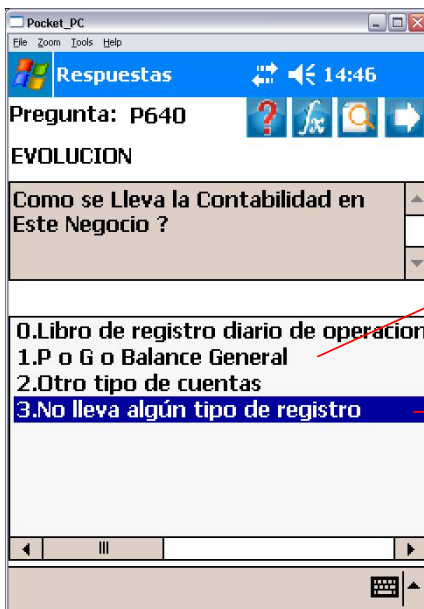 Pocket_PC
File Zoom Tools Help
Respuestas 14:46
Pregunta: P640
EVOLUCION
Como se Lleva la Contabilidad en
Este Negocio ?
0.Libro de registro diario de operacion
1.P o G o Balance General
2.Otro tipo de cuentas
3.No lleva algún tipo de registro